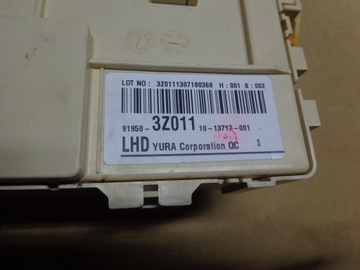 LOT NO : 3Z0111307180368 H : 001 S : 002
91950- 3Z011 10-13717-001
LHD YURA Corporation QC S